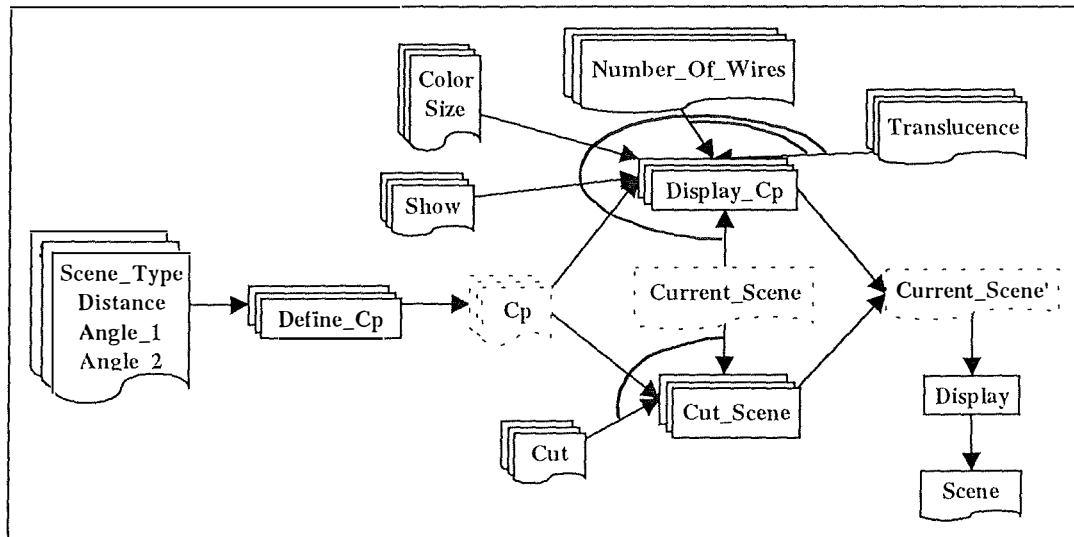 Color
Size
Number_Of_Wires
Translucence
Show
Display_Cp
Scene_Type
Distance
Angle_1
Angle_2
Define_Cp
Cp
Current_Scene
Current_Scene'
Cut
Cut_Scene
Display
Scene